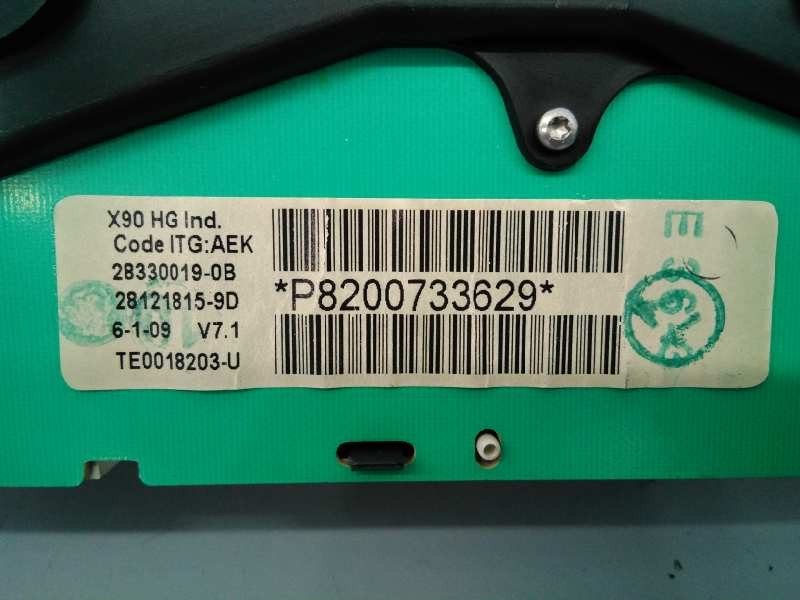 X90 HG Ind.
Code ITG:AEK
2B330019-0B
28121815-9D
6-1-09 V7.1
TE0018203-U
*P8200733629*
E